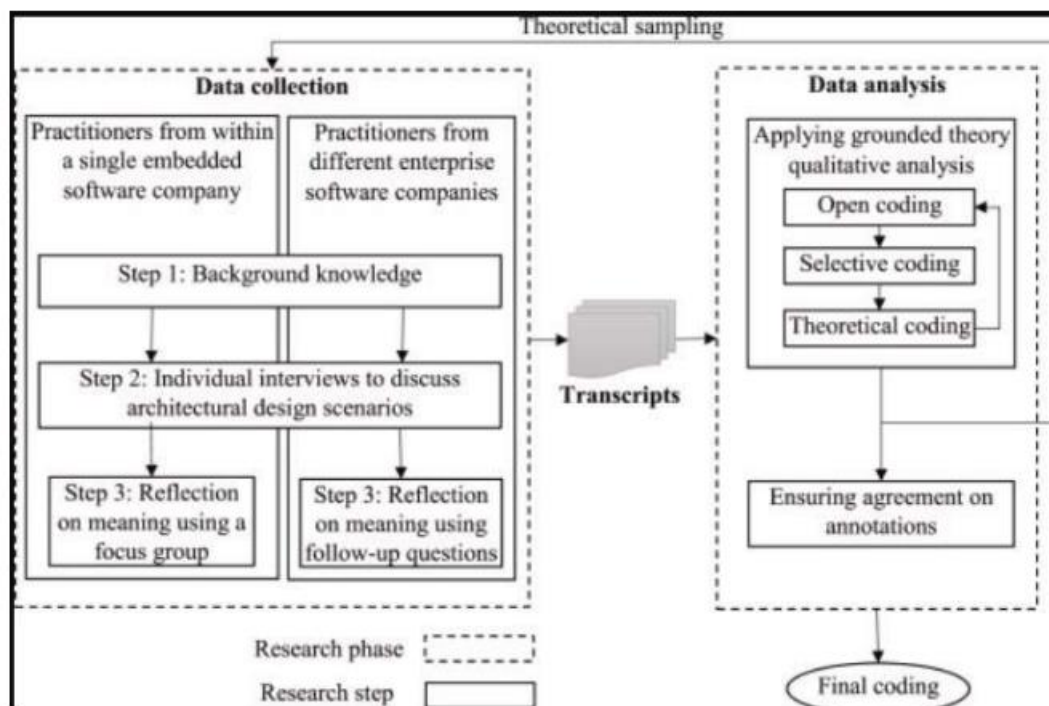 Theoretical sampling
Data collection
Practitioners from within
a single embedded
software company
Practitioners from
different enterprise
software companies
Step 1: Background knowledge
Step 2: Individual interviews to discuss
architectural design scenarios
Step 3: Reflection
on meaning using a
focus group
Step 3: Reflection
on meaning using
follow-up questions
Transcripts
Data analysis
Applying grounded theory
qualitative analysis
Open coding
Selective coding
Theoretical coding
Ensuring agreement on
annotations
Final coding
Research phase
Research step